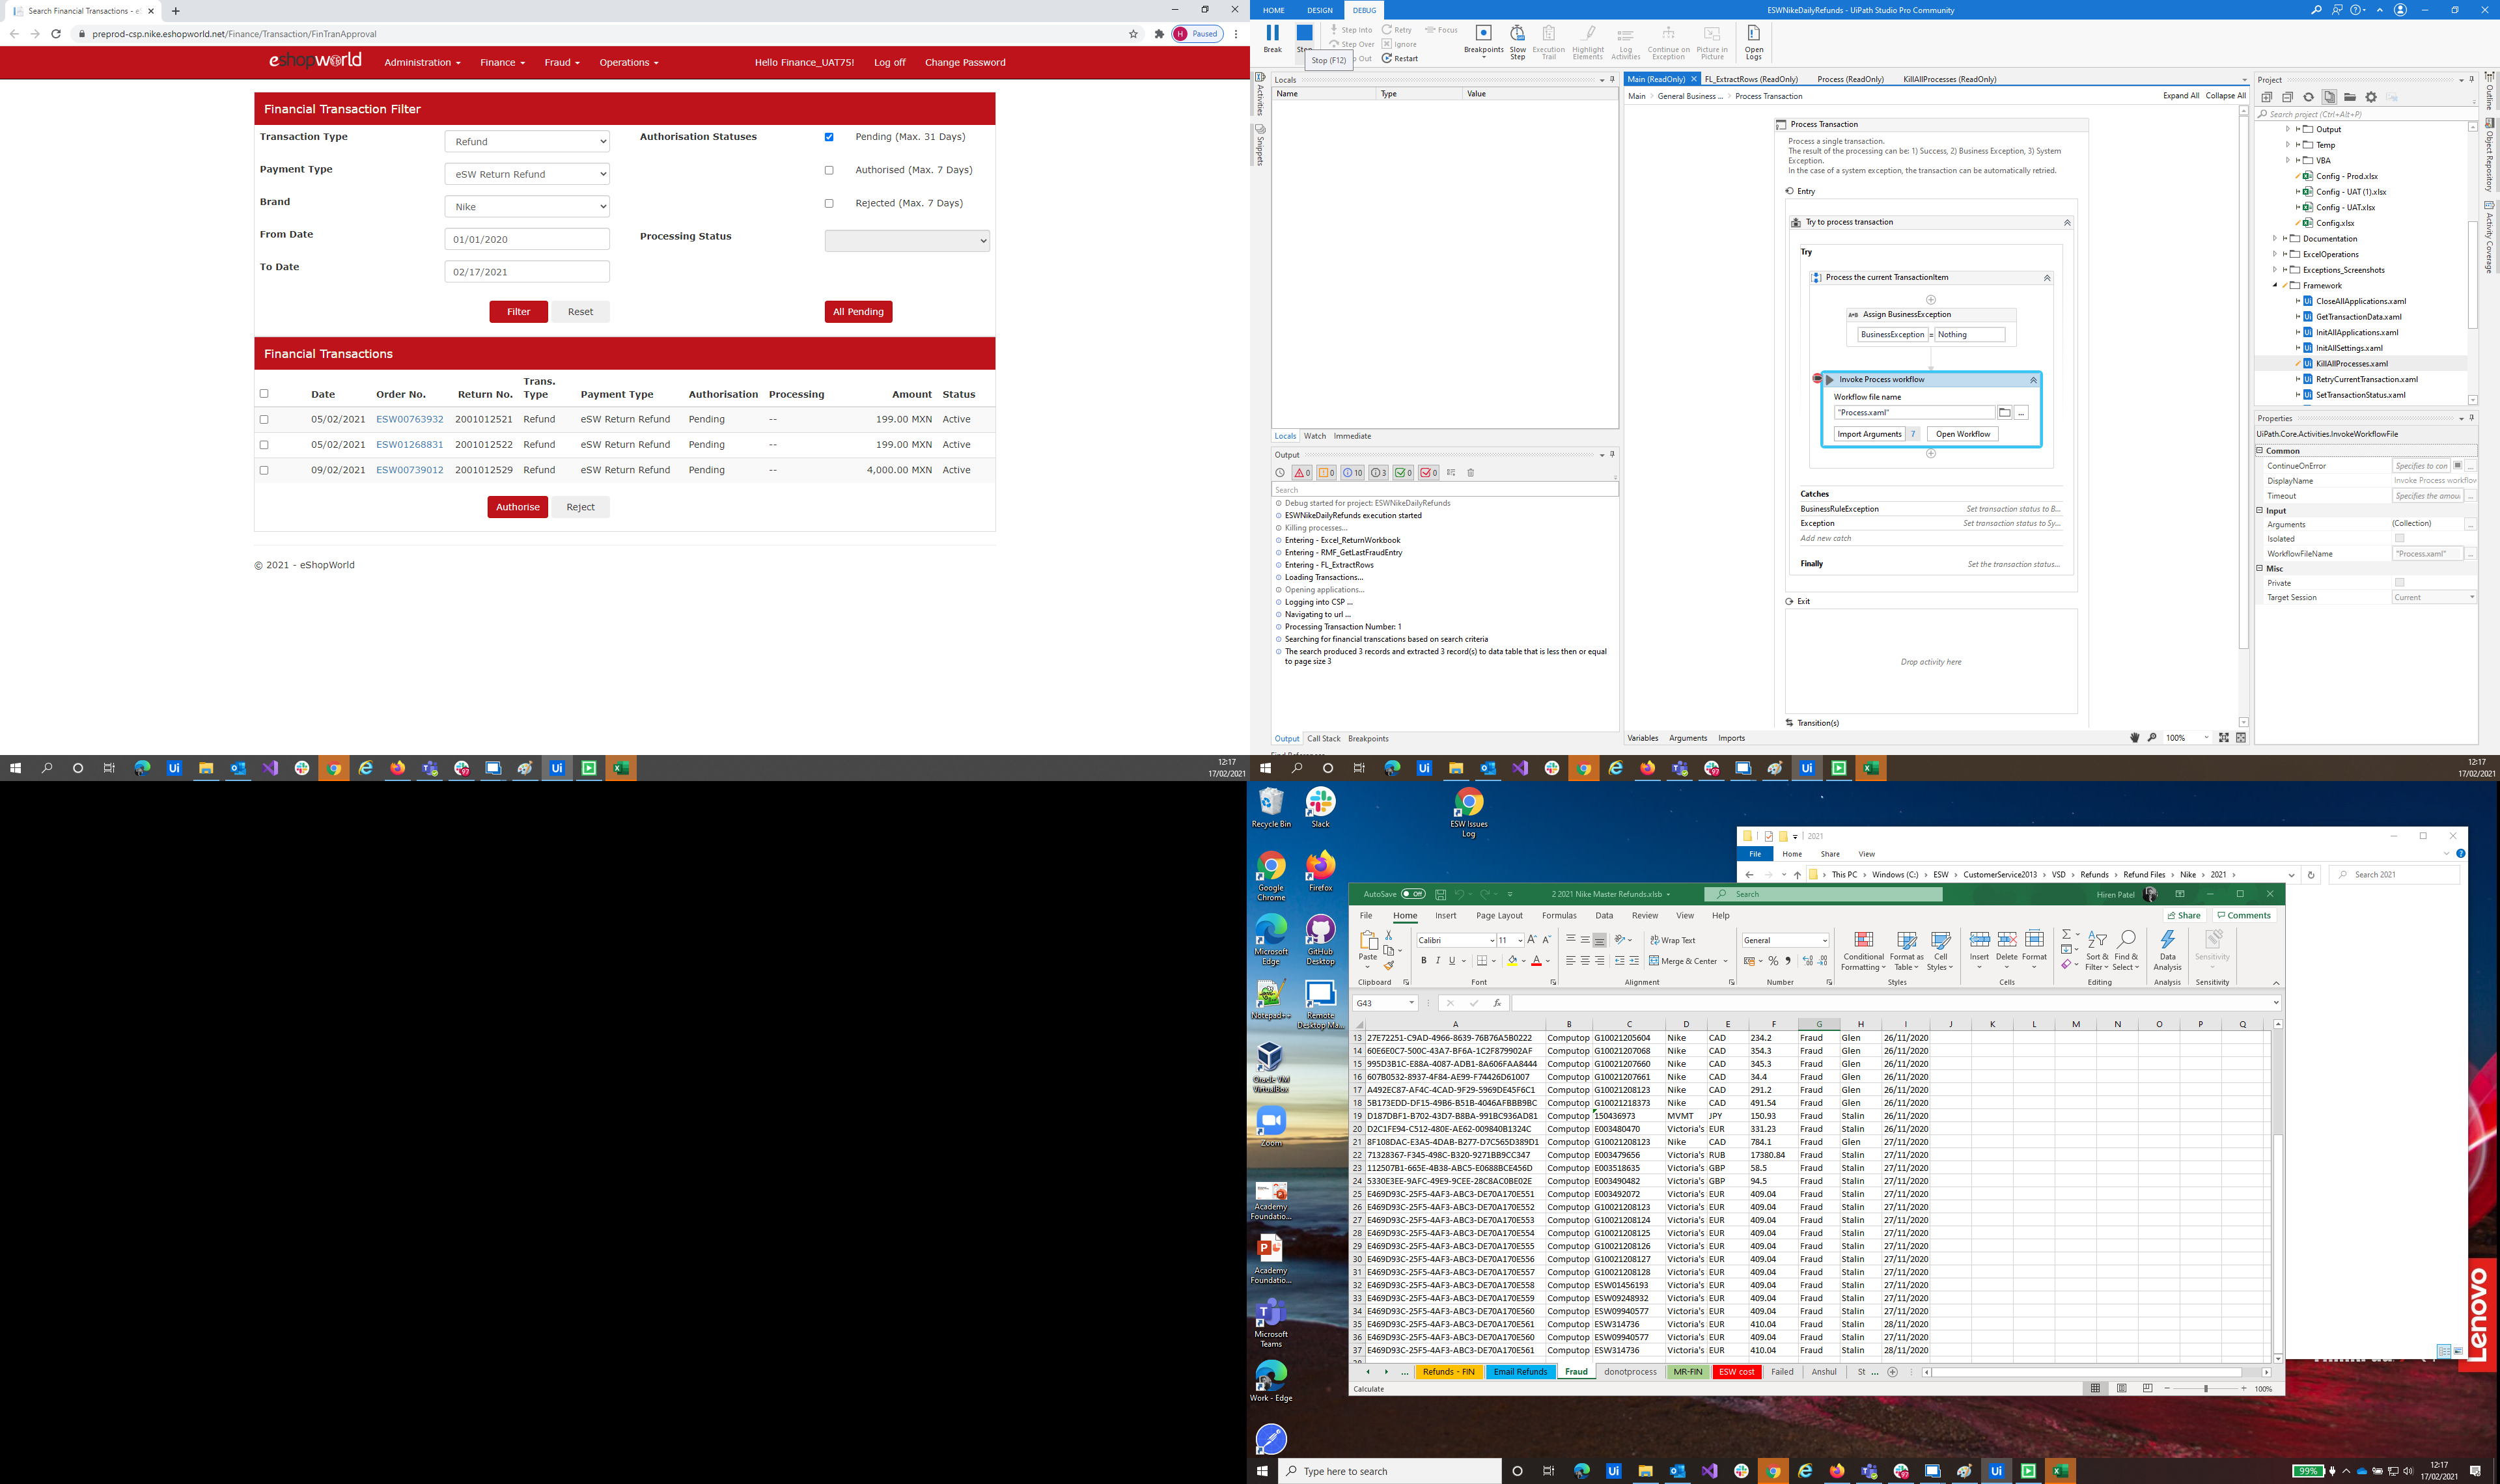 Search Financial Transactions - e
Paused
preprod-csp.nike.eshopworld.net/Finance/Transaction/FinTranApproval
eshopworld
Administration
Finance
Fraud
Operations
Hello Finance_UAT75!
Log off
Change Password
Financial Transaction Filter
Transaction Type
Refund
Authorisation Statuses
Pending (Max. 31 Days)
Payment Type
eSW Return Refund
Authorised (Max. 7 Days)
Brand
Nike
Rejected (Max. 7 Days)
From Date
01/01/2020
Processing Status
To Date
02/17/2021
Filter
Reset
All Pending
Financial Transactions
Date Order No. Return No. Trans. Type Payment Type Authorisation Processing Amount Status
05/02/2021 ESW00763932 2001012521 Refund eSW Return Refund Pending -- 199.00 MXN Active
05/02/2021 ESW01268831 2001012522 Refund eSW Return Refund Pending -- 199.00 MXN Active
09/02/2021 ESW00739012 2001012529 Refund eSW Return Refund Pending -- 4,000.00 MXN Active
Authorise
Reject
© 2021 - eShopWorld
12:17
17/02/2021
HOME DESIGN DEBUG
ESWNikeDailyRefunds - UiPath Studio Pro Community
Break
Stop (F12)
Step Into
Step Over
Retry
Ignore
Restart
Focus
Breakpoints
Slow Step
Execution Trail
Highlight Elements
Log Activities
Continue on Exception
Picture in Picture
Open Logs
Activities
Snippets
Locals
Name Type Value
Locals Watch Immediate
Output
0 0 10 3 0 0
Search
Debug started for project: ESWNikeDailyRefunds
ESWNikeDailyRefunds execution started
Killing processes...
Entering - Excel_ReturnWorkbook
Entering - RMF_GetLastFraudEntry
Entering - FL_ExtractRows
Loading Transactions...
Opening applications...
Logging into CSP ...
Navigating to url ...
Processing Transaction Number: 1
Searching for financial transcations based on search criteria
The search produced 3 records and extracted 3 record(s) to data table that is less then or equal
to page size 3
Output Call Stack Breakpoints
Main (ReadOnly) FL_ExtractRows (ReadOnly) Process (ReadOnly) KillAllProcesses (ReadOnly)
Main > General Business ... > Process Transaction
Expand All Collapse All
Process Transaction
Process a single transaction.
The result of the processing can be: 1) Success, 2) Business Exception, 3) System
Exception.
In the case of a system exception, the transaction can be automatically retried.
Entry
Try to process transaction
Try
Process the current TransactionItem
Assign BusinessException
BusinessException = Nothing
Invoke Process workflow
Workflow file name
"Process.xaml"
Import Arguments 7
Open Workflow
Catches
BusinessRuleException Set transaction status to B...
Exception Set transaction status to Sy...
Add new catch
Finally Set the transaction status...
Exit
Drop activity here
Transition(s)
Variables Arguments Imports
100%
Project
Search project (Ctrl+Alt+P)
Output
Temp
VBA
Config - Prod.xlsx
Config - UAT (1).xlsx
Config - UAT.xlsx
Config.xlsx
Documentation
ExcelOperations
Exceptions_Screenshots
Framework
CloseAllApplications.xaml
GetTransactionData.xaml
InitAllApplications.xaml
InitAllSettings.xaml
KillAllProcesses.xaml
RetryCurrentTransaction.xaml
SetTransactionStatus.xaml
Properties
UiPath.Core.Activities.InvokeWorkflowFile
Common
ContinueOnError Specifies to con
DisplayName Invoke Process workflow
Timeout Specifies the amou
Input
Arguments (Collection)
Isolated
WorkflowFileName "Process.xaml"
Misc
Private
Target Session Current
Outline
Object Repository
Activity Coverage
12:17
17/02/2021
Recycle Bin
Slack
ESW Issues Log
Google Chrome
Firefox
Microsoft Edge
GitHub Desktop
Notepad++
Remote Desktop Ma...
Oracle VM VirtualBox
Zoom
Academy Foundatio...
Academy Foundatio...
Microsoft Teams
Work - Edge
2021
File Home Share View
This PC > Windows (C:) > ESW > CustomerService2013 > VSD > Refunds > Refund Files > Nike > 2021 >
Search 2021
AutoSave Off
2 2021 Nike Master Refunds.xlsb
Search
Hiren Patel
File Home Insert Page Layout Formulas Data Review View Help
Share
Comments
Paste
Calibri 11
B I U
Wrap Text
Merge & Center
General
Conditional Formatting
Format as Table
Cell Styles
Insert
Delete
Format
Sort & Filter
Find & Select
Data Analysis
Sensitivity
Clipboard Font Alignment Number Styles Cells Editing Analysis Sensitivity
G43
fx
A B C D E F G H I J K L M N O P Q
13 27E72251-C9AD-4966-8639-76B76A5B0222 Computop G10021205604 Nike CAD 234.2 Fraud Glen 26/11/2020
14 60E6E0C7-500C-43A7-BF6A-1C2F879902AF Computop G10021207068 Nike CAD 354.3 Fraud Glen 26/11/2020
15 995D3B1C-E88A-4087-ADB1-8A606FAA8444 Computop G10021207660 Nike CAD 345.3 Fraud Glen 26/11/2020
16 607B0532-8937-4F84-AE99-F74426D61007 Computop G10021207661 Nike CAD 34.4 Fraud Glen 26/11/2020
17 A492EC87-AF4C-4CAD-9F29-5969DE45F6C1 Computop G10021208123 Nike CAD 291.2 Fraud Glen 26/11/2020
18 5B173EDD-DF15-49B6-B51B-4046AFBBB9BC Computop G10021218373 Nike CAD 491.54 Fraud Glen 26/11/2020
19 D187DBF1-B702-43D7-B8BA-991BC936AD81 Computop 150436973 MVMT JPY 150.93 Fraud Stalin 26/11/2020
20 D2C1FE94-C512-480E-AE62-009840B1324C Computop E003480470 Victoria's EUR 331.23 Fraud Stalin 26/11/2020
21 8F108DAC-E3A5-4DAB-B277-D7C565D389D1 Computop G10021208123 Nike CAD 784.1 Fraud Glen 27/11/2020
22 71328367-F345-498C-B320-9271BB9CC347 Computop E003479656 Victoria's RUB 17380.84 Fraud Stalin 27/11/2020
23 112507B1-665E-4B38-ABC5-E0688BCE456D Computop E003518635 Victoria's GBP 58.5 Fraud Stalin 27/11/2020
24 5330E3EE-9AFC-49E9-9CEE-28C8AC0BE02E Computop E003490482 Victoria's GBP 94.5 Fraud Stalin 27/11/2020
25 E469D93C-25F5-4AF3-ABC3-DE70A170E551 Computop E003492072 Victoria's EUR 409.04 Fraud Stalin 27/11/2020
26 E469D93C-25F5-4AF3-ABC3-DE70A170E552 Computop G10021208123 Victoria's EUR 409.04 Fraud Stalin 27/11/2020
27 E469D93C-25F5-4AF3-ABC3-DE70A170E553 Computop G10021208124 Victoria's EUR 409.04 Fraud Stalin 27/11/2020
28 E469D93C-25F5-4AF3-ABC3-DE70A170E554 Computop G10021208125 Victoria's EUR 409.04 Fraud Stalin 27/11/2020
29 E469D93C-25F5-4AF3-ABC3-DE70A170E555 Computop G10021208126 Victoria's EUR 409.04 Fraud Stalin 27/11/2020
30 E469D93C-25F5-4AF3-ABC3-DE70A170E556 Computop G10021208127 Victoria's EUR 409.04 Fraud Stalin 27/11/2020
31 E469D93C-25F5-4AF3-ABC3-DE70A170E557 Computop G10021208128 Victoria's EUR 409.04 Fraud Stalin 27/11/2020
32 E469D93C-25F5-4AF3-ABC3-DE70A170E558 Computop ESW01456193 Victoria's EUR 409.04 Fraud Stalin 27/11/2020
33 E469D93C-25F5-4AF3-ABC3-DE70A170E559 Computop ESW09248932 Victoria's EUR 409.04 Fraud Stalin 27/11/2020
34 E469D93C-25F5-4AF3-ABC3-DE70A170E560 Computop ESW09940577 Victoria's EUR 409.04 Fraud Stalin 27/11/2020
35 E469D93C-25F5-4AF3-ABC3-DE70A170E561 Computop ESW314736 Victoria's EUR 410.04 Fraud Stalin 28/11/2020
36 E469D93C-25F5-4AF3-ABC3-DE70A170E560 Computop ESW09940577 Victoria's EUR 409.04 Fraud Stalin 27/11/2020
37 E469D93C-25F5-4AF3-ABC3-DE70A170E561 Computop ESW314736 Victoria's EUR 410.04 Fraud Stalin 28/11/2020
... Refunds - FIN Email Refunds Fraud donotprocess MR-FIN ESW cost Failed Anshul St ...
Calculate
100%
Lenovo
Type here to search
99%
12:17
17/02/2021